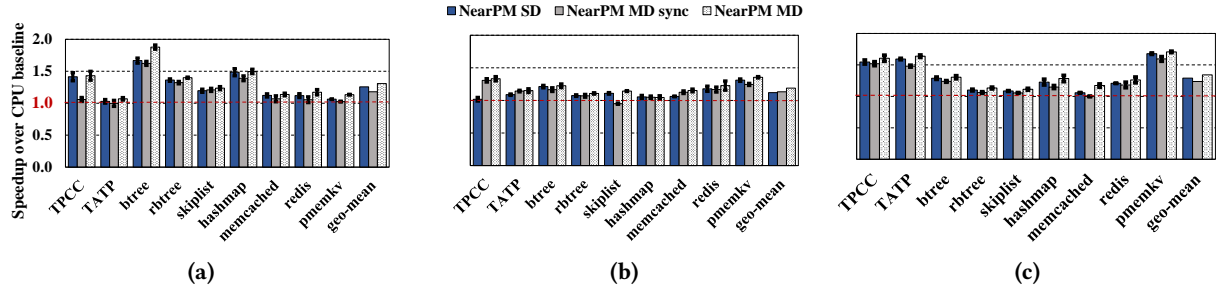 NearPM SD NearPM MD sync NearPM MD
Speedup over CPU baseline
2.0
1.5
1.0
0.5
0.0
TPCC TATP btree rbtree skiplist hashmap memcached redis pmemkv geo-mean
TPCC TATP btree rbtree skiplist hashmap memcached redis pmemkv geo-mean
TPCC TATP btree rbtree skiplist hashmap memcached redis pmemkv geo-mean
(a) (b) (c)